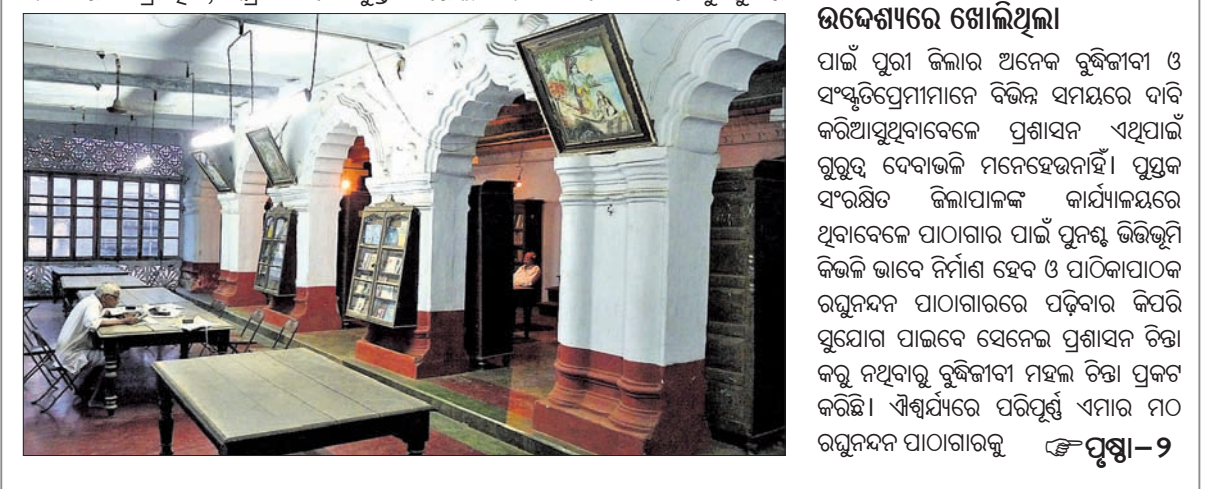 ଉଦ୍ଦେଶ୍ୟରେ ଖୋଲିଥିଲା
ପାଇଁ ପୁରୀ ଜିଲାର ଅନେକ ବୁଦ୍ଧିଜୀବୀ ଓ
ସଂସ୍କୃତିପ୍ରେମୀମାନେ ବିଭିନ୍ନ ସମୟରେ ଦାବି
କରିଆସୁଥିବାବେଳେ ପ୍ରଶାସନ ଏଥିପାଇଁ
ଗୁରୁତ୍ୱ ଦେବାଭଳି ମନେହେଉନାହିଁ। ପୁସ୍ତକ
ସଂରକ୍ଷିତ ଜିଲାପାଳଙ୍କ କାର୍ଯ୍ୟାଳୟରେ
ଥିବାବେଳେ ପାଠାଗାର ପାଇଁ ପୁନଶ୍ଚ ଭିତ୍ତିଭୂମି
କିଭଳି ଭାବେ ନିର୍ମାଣ ହେବ ଓ ପାଠିକାପାଠକ
ରଘୁନନ୍ଦନ ପାଠାଗାରରେ ପଢ଼ିବାର କିପରି
ସୁଯୋଗ ପାଇବେ ସେନେଇ ପ୍ରଶାସନ ଚିନ୍ତା
କରୁ ନଥିବାରୁ ବୁଦ୍ଧିଜୀବୀ ମହଲ ଚିନ୍ତା ପ୍ରକଟ
କରିଛି। ଐଶ୍ୱର୍ଯ୍ୟରେ ପରିପୂର୍ଣ୍ଣ ଏମାର ମଠ
ରଘୁନନ୍ଦନ ପାଠାଗାରକୁ ☞ପୃଷ୍ଠା–୨